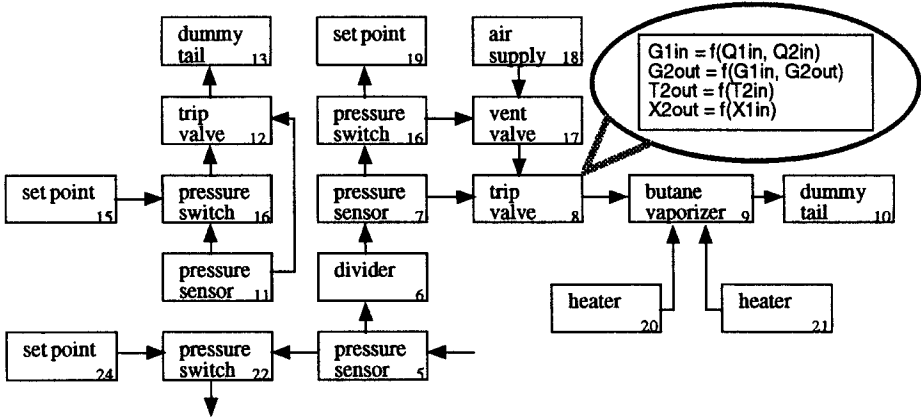 dummy
tail 13
set point
19
air
supply 18
G1in = f(Q1in, Q2in)
G2out = f(G1in, G2out)
T2out = f(T2in)
X2out = f(X1in)
trip
valve 12
pressure
switch 16
vent
valve 17
set point
15
pressure
switch 16
pressure
sensor 7
trip
valve 8
butane
vaporizer 9
dummy
tail 10
pressure
sensor 11
divider
6
heater
20
heater
21
set point
24
pressure
switch 22
pressure
sensor 5